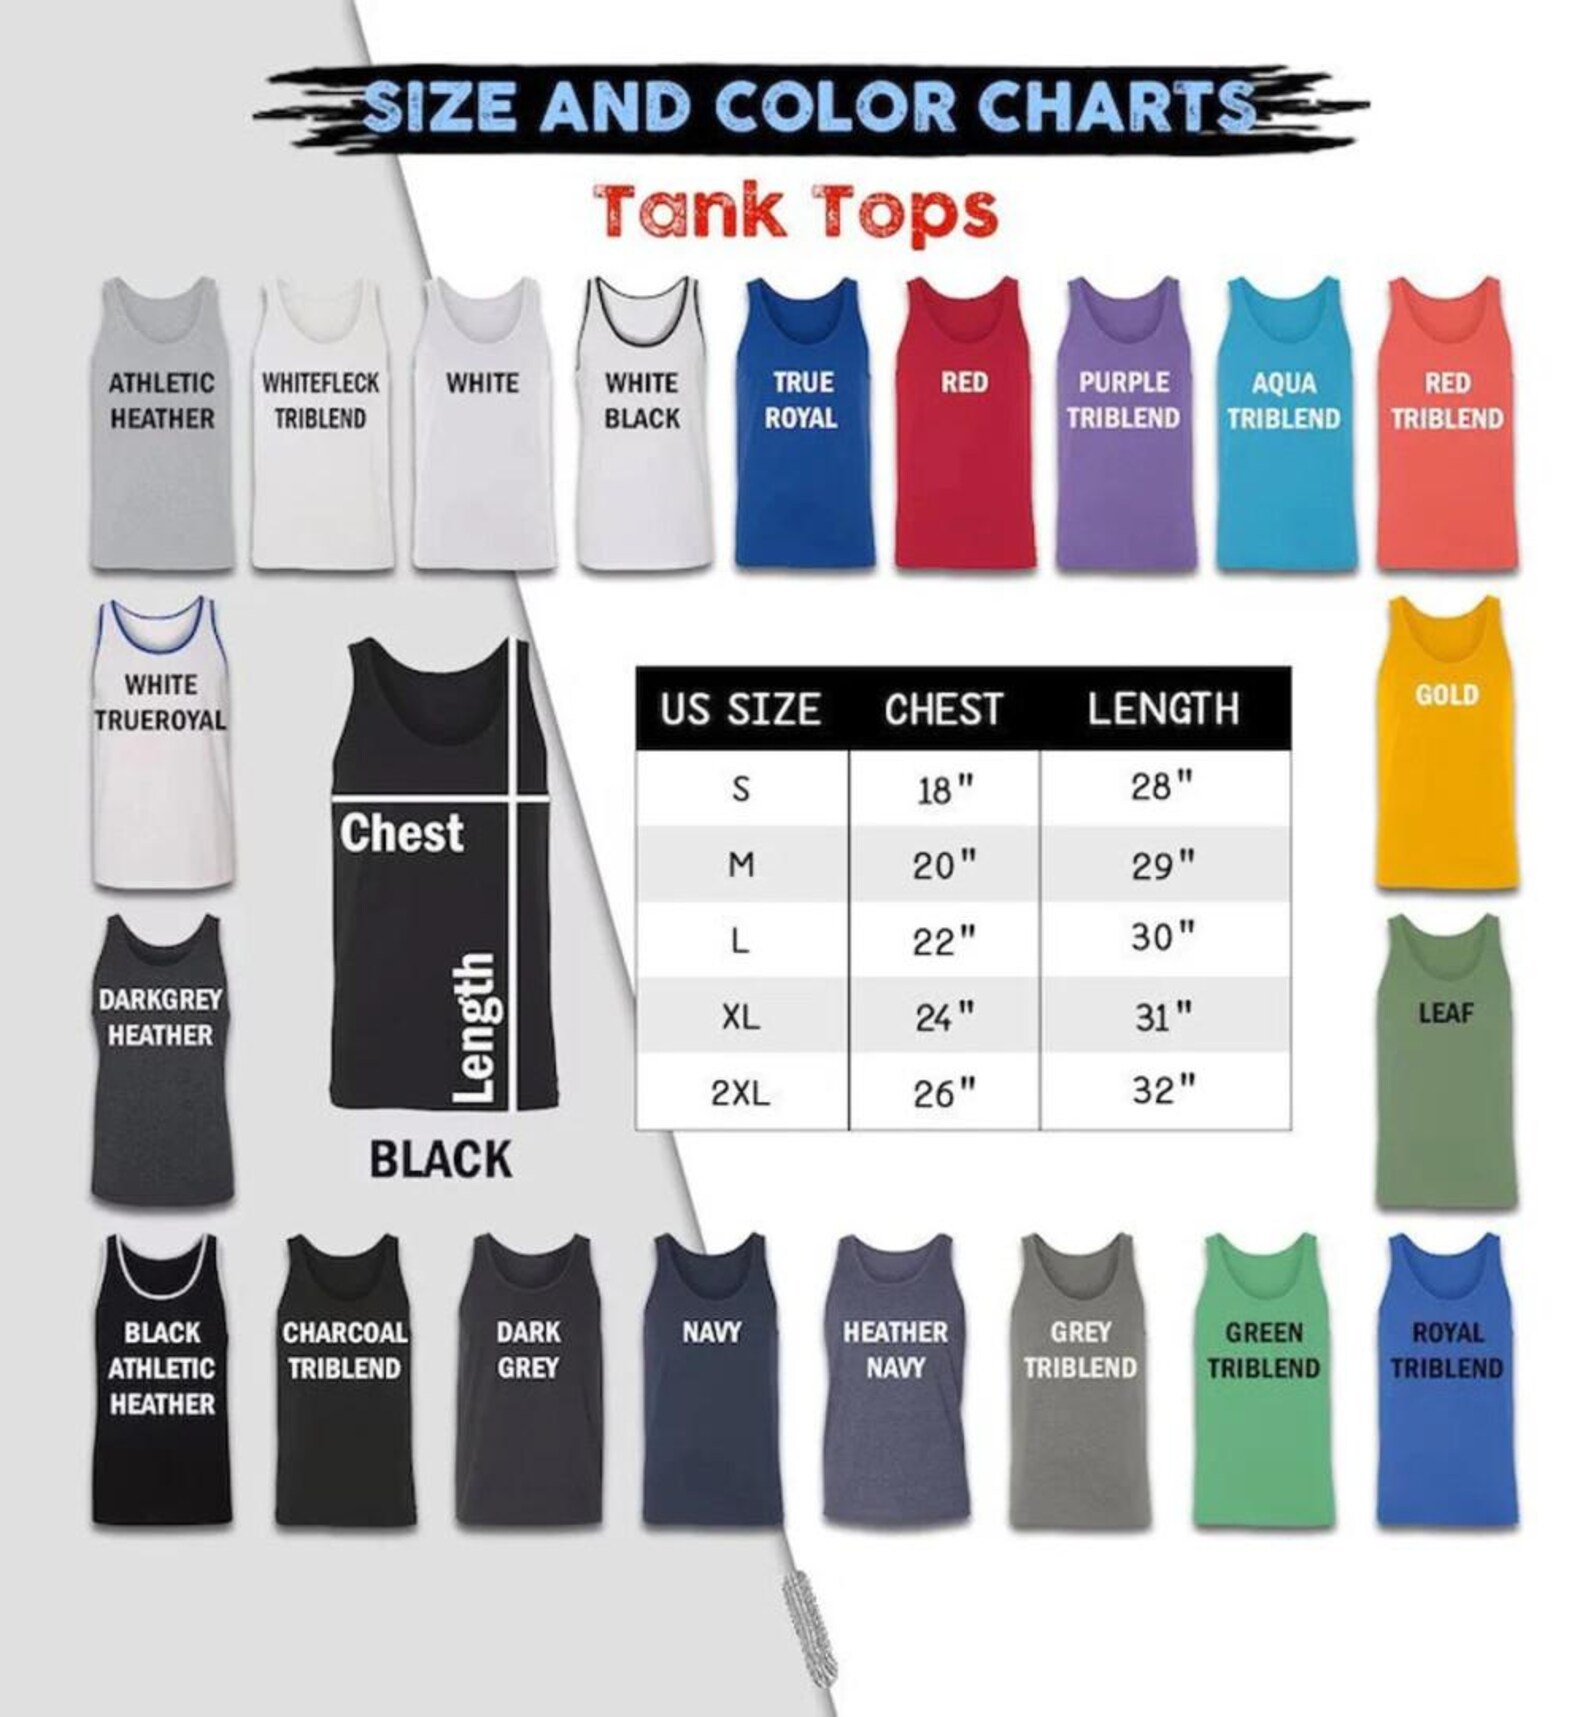 SIZE AND COLOR CHARTS
Tank Tops
ATHLETIC
HEATHER
WHITEFLECK
TRIBLEND
WHITE
WHITE
BLACK
TRUE
ROYAL
RED
PURPLE
TRIBLEND
AQUA
TRIBLEND
RED
TRIBLEND
WHITE
TRUEROYAL
GOLD
Chest
Length
BLACK
US SIZE CHEST LENGTH
S 18" 28"
M 20" 29"
L 22" 30"
XL 24" 31"
2XL 26" 32"
DARKGREY
HEATHER
LEAF
BLACK
ATHLETIC
HEATHER
CHARCOAL
TRIBLEND
DARK
GREY
NAVY
HEATHER
NAVY
GREY
TRIBLEND
GREEN
TRIBLEND
ROYAL
TRIBLEND